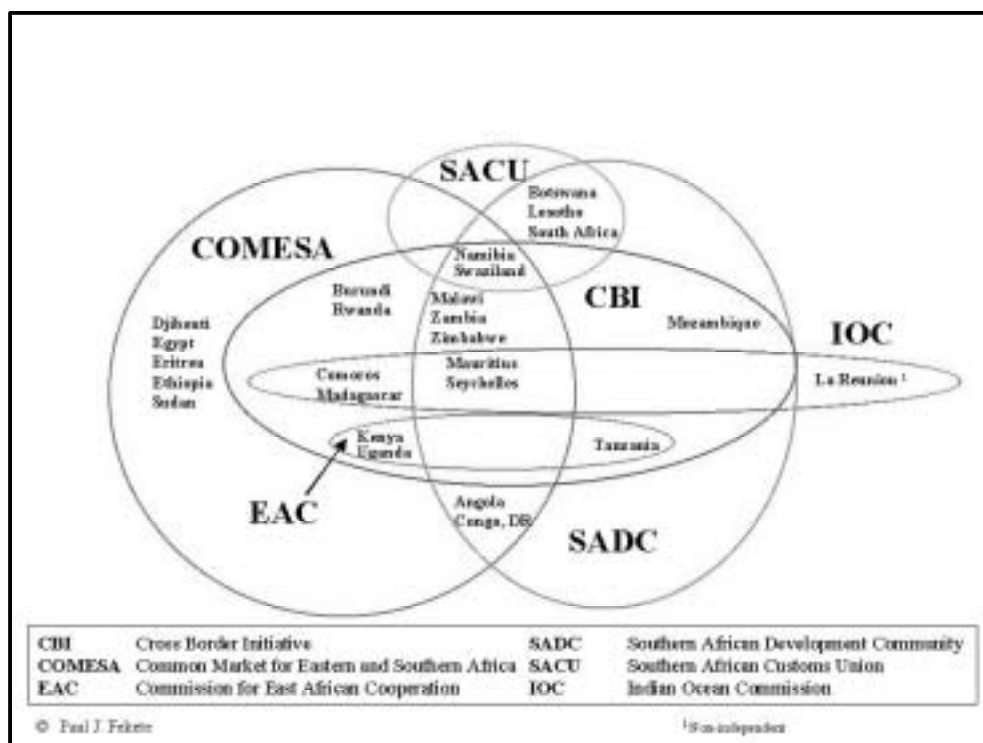 SACU
Botswana
Lesotho
South Africa
COMESA
Namibia
Swaziland
CBI
Burundi
Rwanda
Malawi
Zambia
Zimbabwe
Mozambique
Djibouti
Egypt
Eritrea
Ethiopia
Sudan
IOC
Comoros
Madagascar
Mauritius
Seychelles
La Reunion ¹
Kenya
Uganda
Tanzania
EAC
Angola
Congo, DR
SADC
CBI Cross Border Initiative SADC Southern African Development Community
COMESA Common Market for Eastern and Southern Africa SACU Southern African Customs Union
EAC Commission for East African Cooperation IOC Indian Ocean Commission
© Paul J. Fekete ¹Non-independent